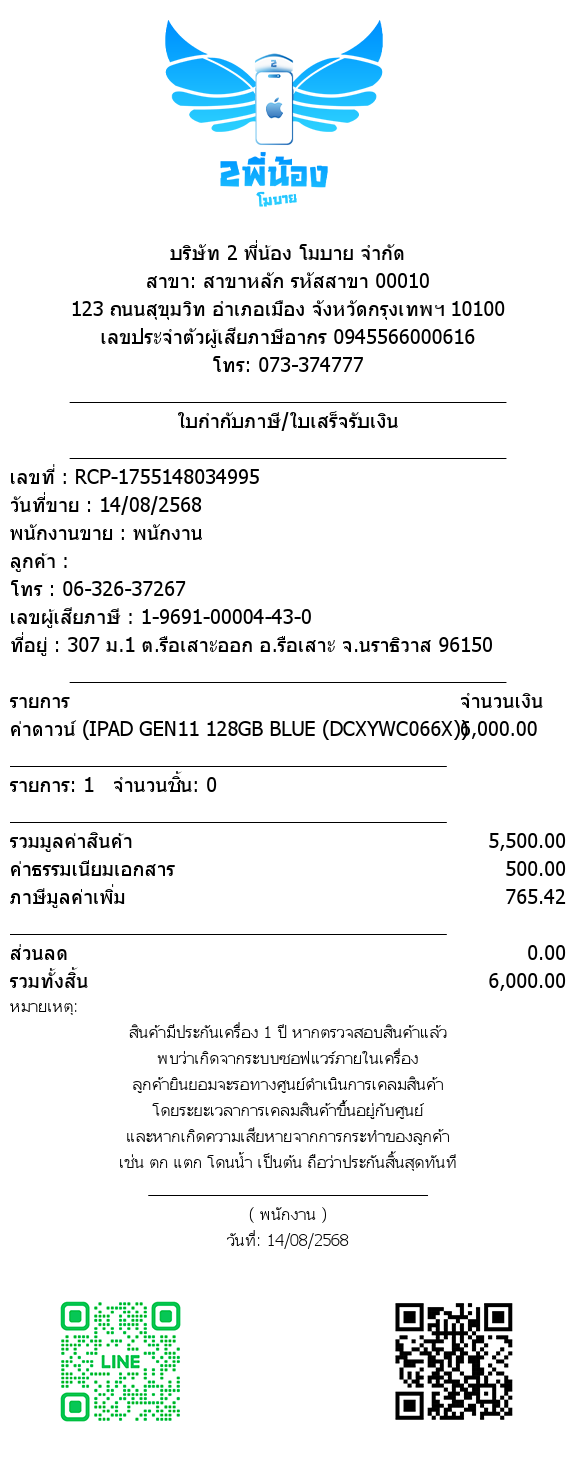 2
2พี่น้อง
โมบาย
บริษัท 2 พี่น้อง โมบาย จำกัด
สาขา: สาขาหลัก รหัสสาขา 00010
123 ถนนสุขุมวิท อำเภอเมือง จังหวัดกรุงเทพฯ 10100
เลขประจำตัวผู้เสียภาษีอากร 0945566000616
โทร: 073-374777
ใบกำกับภาษี/ใบเสร็จรับเงิน
เลขที่ : RCP-1755148034995
วันที่ขาย : 14/08/2568
พนักงานขาย : พนักงาน
ลูกค้า :
โทร : 06-326-37267
เลขผู้เสียภาษี : 1-9691-00004-43-0
ที่อยู่ : 307 ม.1 ต.รือเสาะออก อ.รือเสาะ จ.นราธิวาส 96150
รายการ จำนวนเงิน
ค่าดาวน์ (IPAD GEN11 128GB BLUE (DCXYWC066X)) 6,000.00
รายการ: 1 จำนวนชิ้น: 0
รวมมูลค่าสินค้า 5,500.00
ค่าธรรมเนียมเอกสาร 500.00
ภาษีมูลค่าเพิ่ม 765.42
ส่วนลด 0.00
รวมทั้งสิ้น 6,000.00
หมายเหตุ:
สินค้ามีประกันเครื่อง 1 ปี หากตรวจสอบสินค้าแล้ว
พบว่าเกิดจากระบบซอฟแวร์ภายในเครื่อง
ลูกค้ายินยอมจะรอทางศูนย์ดำเนินการเคลมสินค้า
โดยระยะเวลาการเคลมสินค้าขึ้นอยู่กับศูนย์
และหากเกิดความเสียหายจากการกระทำของลูกค้า
เช่น ตก แตก โดนน้ำ เป็นต้น ถือว่าประกันสิ้นสุดทันที
( พนักงาน )
วันที่: 14/08/2568
LINE